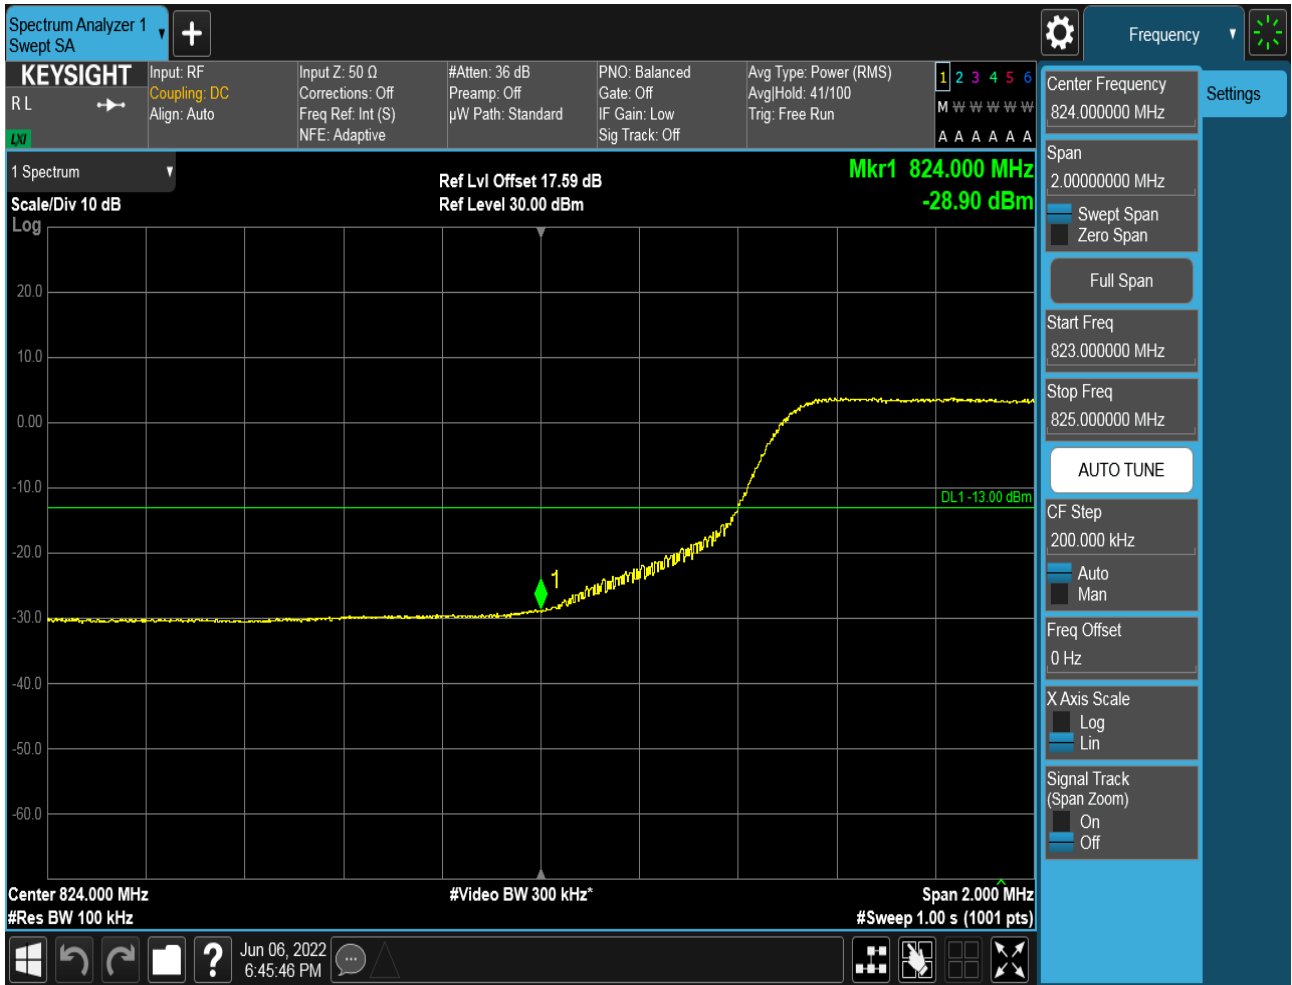 Spectrum Analyzer 1
Swept SA
Frequency
KEYSIGHT
R L
LXI
Input: RF
Coupling: DC
Align: Auto
Input Z: 50 Ω
Corrections: Off
Freq Ref: Int (S)
NFE: Adaptive
#Atten: 36 dB
Preamp: Off
µW Path: Standard
PNO: Balanced
Gate: Off
IF Gain: Low
Sig Track: Off
Avg Type: Power (RMS)
Avg|Hold: 41/100
Trig: Free Run
1 2 3 4 5 6
M W W W W W
A A A A A A
1 Spectrum
Scale/Div 10 dB
Log
Ref Lvl Offset 17.59 dB
Ref Level 30.00 dBm
Mkr1 824.000 MHz
-28.90 dBm
20.0
10.0
0.00
-10.0
-20.0
-30.0
-40.0
-50.0
-60.0
DL1 -13.00 dBm
1
Center 824.000 MHz
#Res BW 100 kHz
#Video BW 300 kHz*
Span 2.000 MHz
#Sweep 1.00 s (1001 pts)
Jun 06, 2022
6:45:46 PM
Center Frequency
824.000000 MHz
Settings
Span
2.00000000 MHz
Swept Span
Zero Span
Full Span
Start Freq
823.000000 MHz
Stop Freq
825.000000 MHz
AUTO TUNE
CF Step
200.000 kHz
Auto
Man
Freq Offset
0 Hz
X Axis Scale
Log
Lin
Signal Track
(Span Zoom)
On
Off